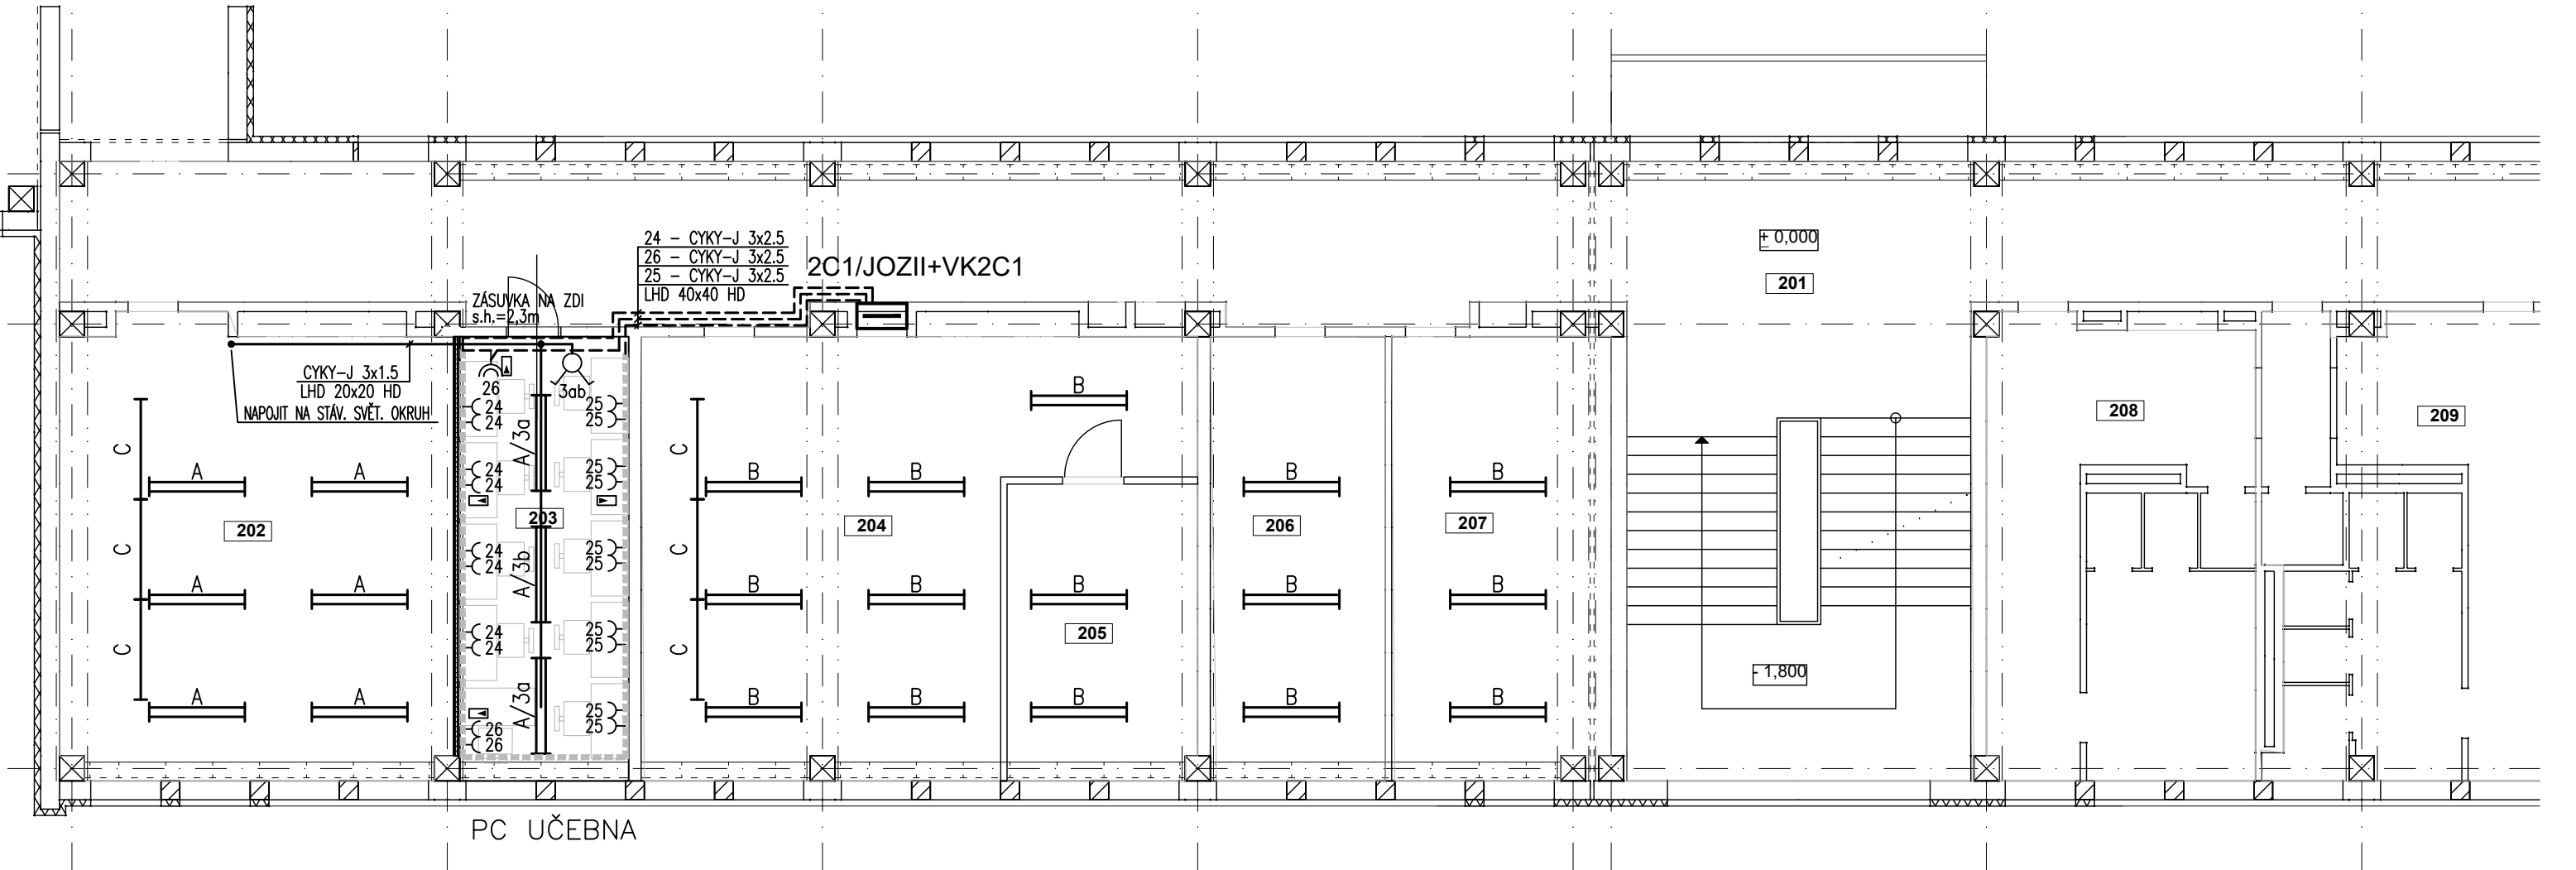 24 - CYKY-J 3x2.5
26 - CYKY-J 3x2.5
25 - CYKY-J 3x2.5
LHD 40x40 HD
2C1/JOZII+VK2C1
± 0,000
201
ZÁSUVKA NA ZDI
s.h.=2,3m
CYKY-J 3x1.5
LHD 20x20 HD
NAPOJIT NA STÁV. SVĚT. OKRUH
26
3ab
24
24
25
25
A/3a
B
208
209
C
A
A
24
24
25
25
C
B
B
B
B
202
203
204
206
207
C
24
24
A/3b
25
25
C
A
A
B
B
B
B
B
205
C
24
24
25
25
C
- 1,800
A
A
A/3a
25
25
B
B
B
B
B
26
26
PC UČEBNA